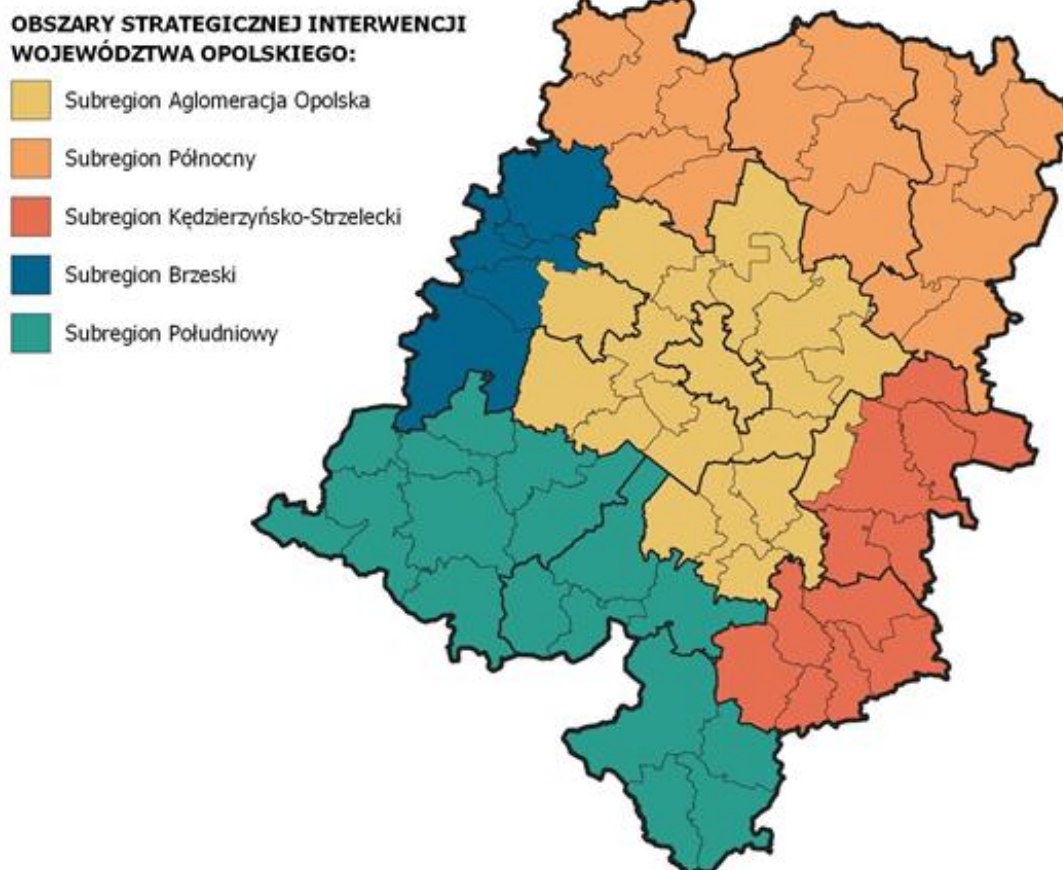 OBSZARY STRATEGICZNEJ INTERWENCJI
WOJEWÓDZTWA OPOLSKIEGO:
Subregion Aglomeracja Opolska
Subregion Północny
Subregion Kędzierzyńsko-Strzelecki
Subregion Brzeski
Subregion Południowy